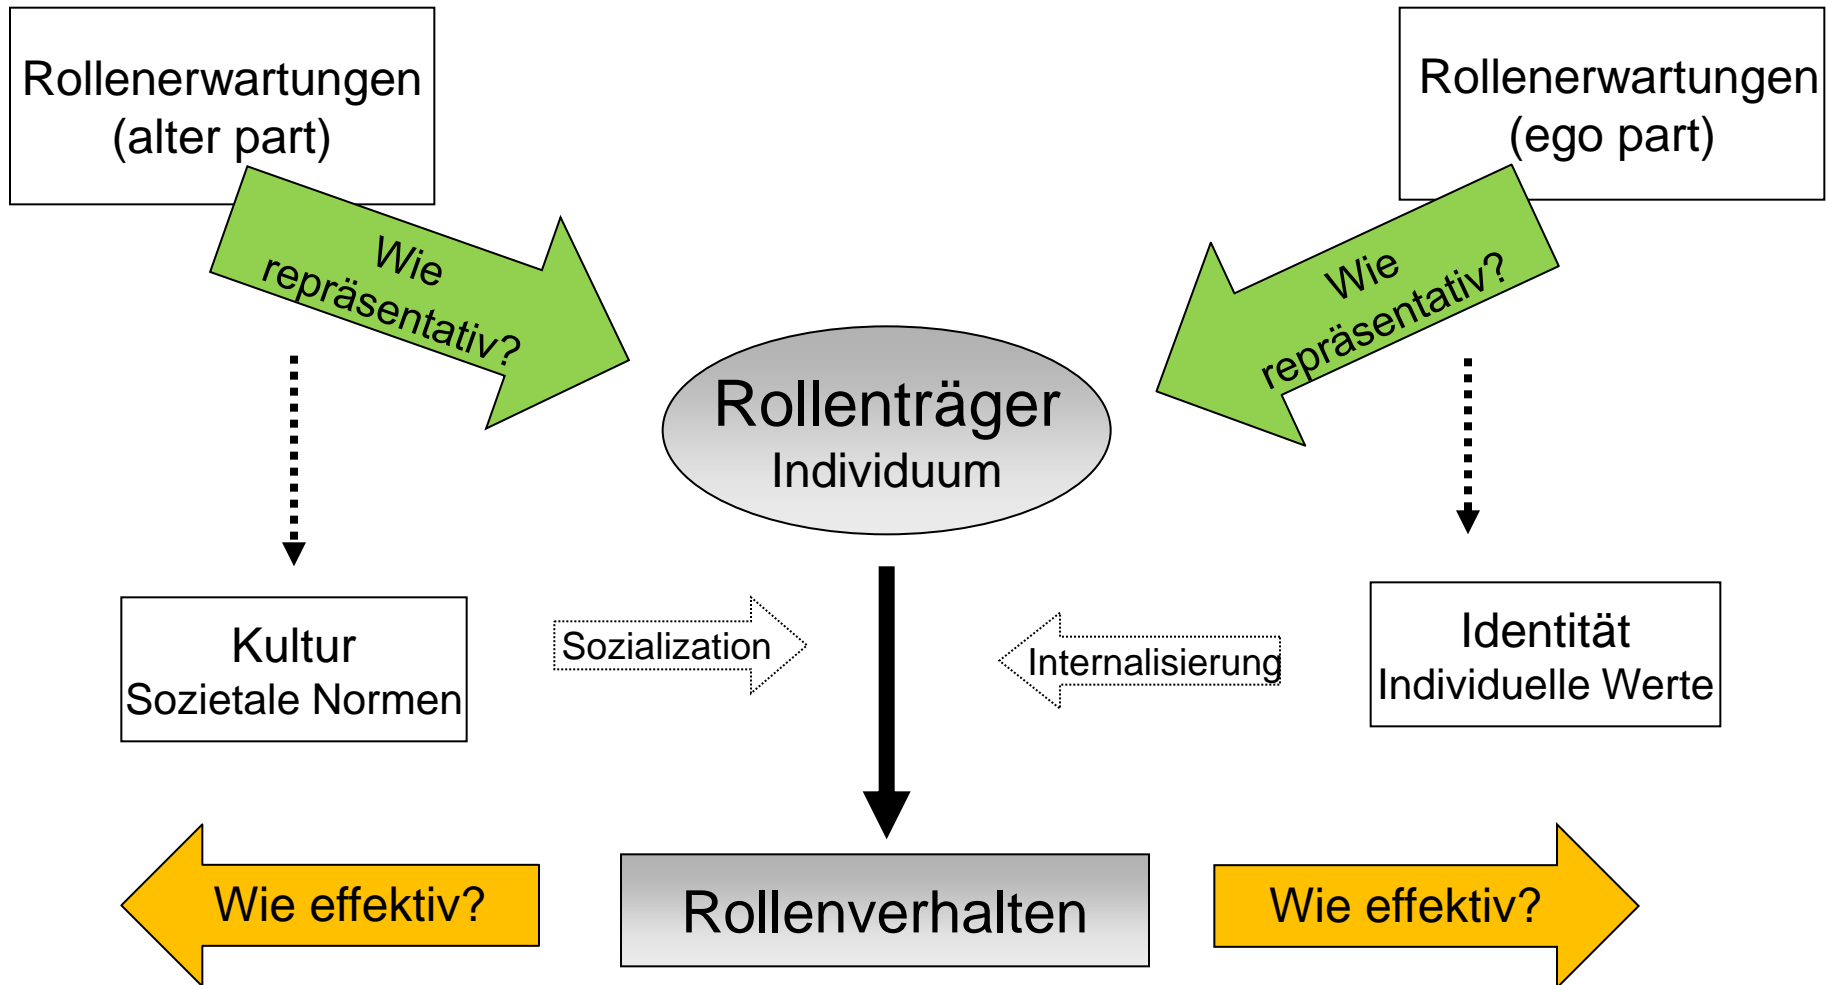 Rollenerwartungen
(alter part)
Rollenerwartungen
(ego part)
Wie
repräsentativ?
Wie
repräsentativ?
Rollenträger
Individuum
Kultur
Sozietale Normen
Sozialization
Internalisierung
Identität
Individuelle Werte
Wie effektiv?
Rollenverhalten
Wie effektiv?